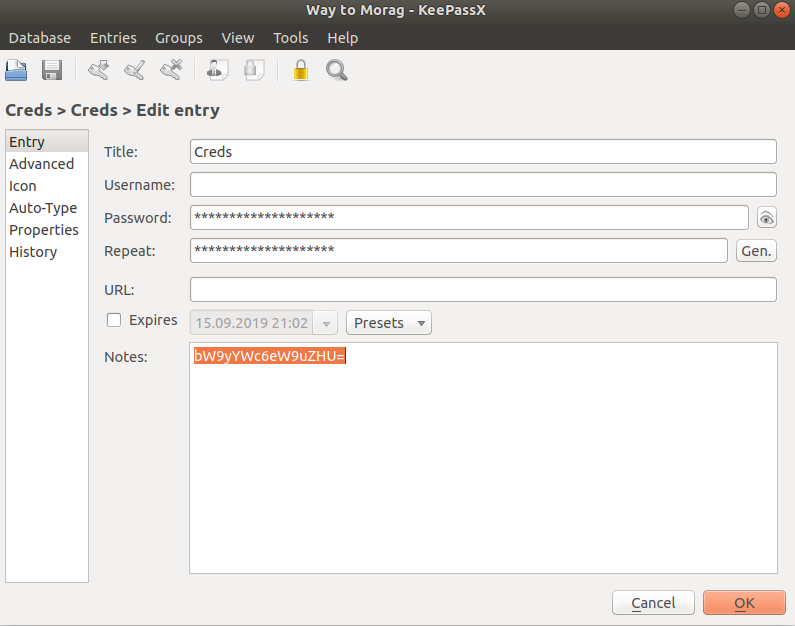 Way to Morag - KeePassX
Database Entries Groups View Tools Help
Creds > Creds > Edit entry
Entry
Advanced
Icon
Auto-Type
Properties
History
Title: Creds
Username:
Password: ********************
Repeat: ******************** Gen.
URL:
Expires 15.09.2019 21:02 Presets
Notes: bW9yYWc6eW9uZHU=
Cancel OK